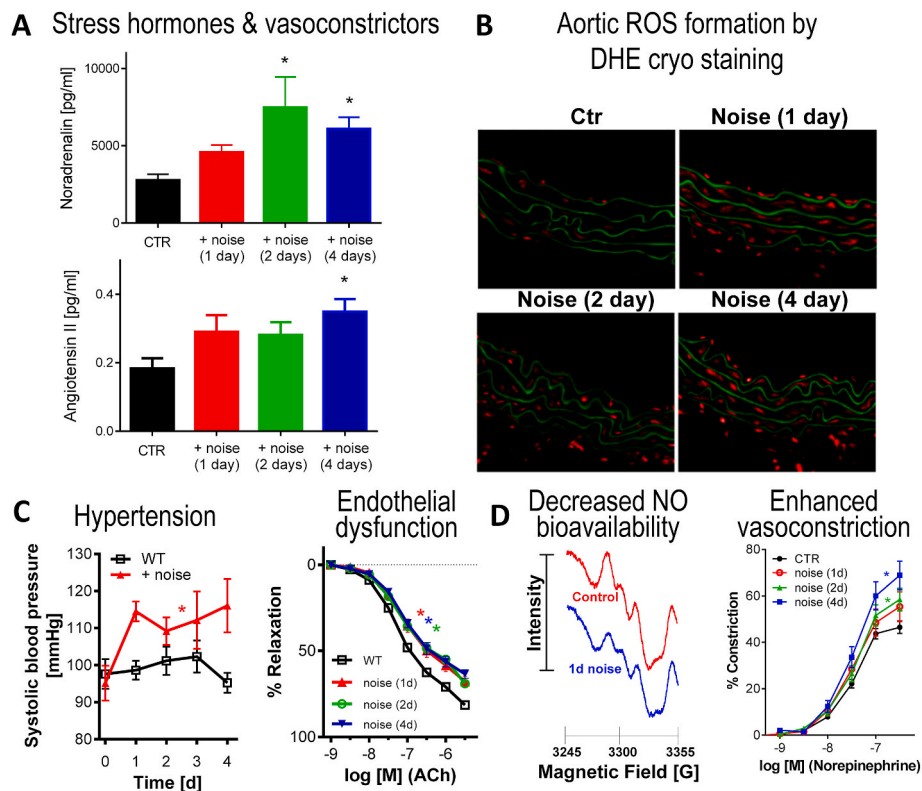 A
Stress hormones & vasoconstrictors
Noradrenalin [pg/ml]
10000
5000
0
*
*
CTR
+ noise
(1 day)
+ noise
(2 days)
+ noise
(4 days)
Angiotensin II [pg/ml]
0.4
0.2
0.0
*
CTR
+ noise
(1 day)
+ noise
(2 days)
+ noise
(4 days)
B
Aortic ROS formation by
DHE cryo staining
Ctr
Noise (1 day)
Noise (2 day)
Noise (4 day)
C
Hypertension
Systolic blood pressure
[mmHg]
130
120
110
100
90
80
WT
+ noise
*
0 1 2 3 4
Time [d]
Endothelial
dysfunction
% Relaxation
0
50
100
* * *
WT
noise (1d)
noise (2d)
noise (4d)
-9 -8 -7 -6
log [M] (ACh)
D
Decreased NO
bioavailability
Intensity
Control
1d noise
3245 3300 3355
Magnetic Field [G]
Enhanced
vasoconstriction
% Constriction
80
60
40
20
0
CTR
noise (1d)
noise (2d)
noise (4d)
*
*
-9 -8 -7
log [M] (Norepinephrine)